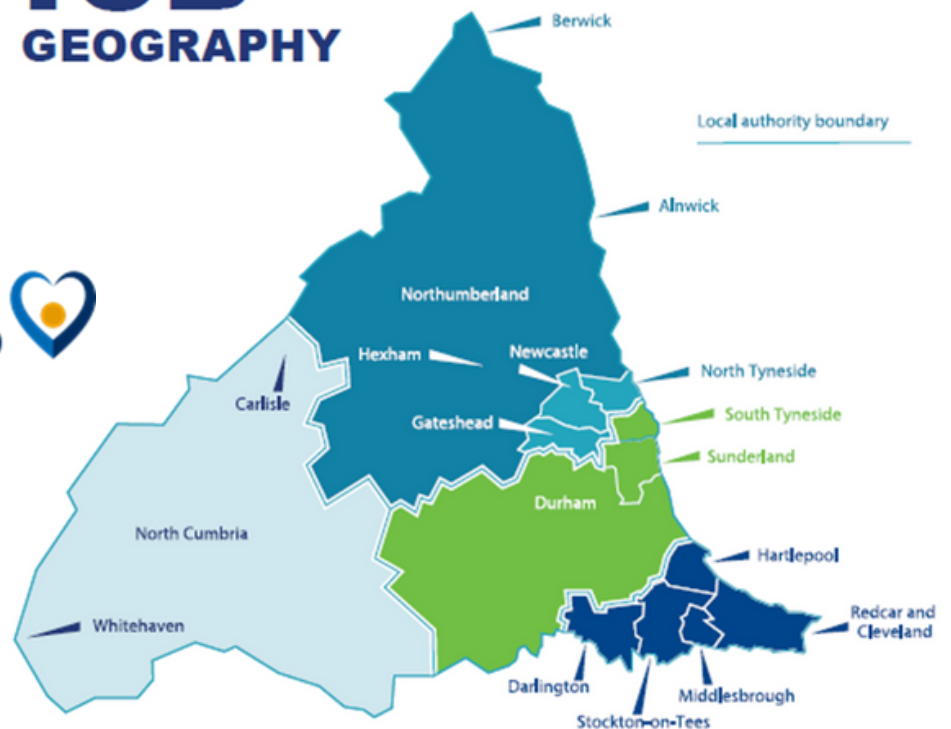 GEOGRAPHY
Berwick
Local authority boundary
Alnwick
Northumberland
Hexham
Newcastle
North Tyneside
Carlisle
Gateshead
South Tyneside
Sunderland
Durham
North Cumbria
Hartlepool
Whitehaven
Redcar and
Cleveland
Darlington
Middlesbrough
Stockton-on-Tees